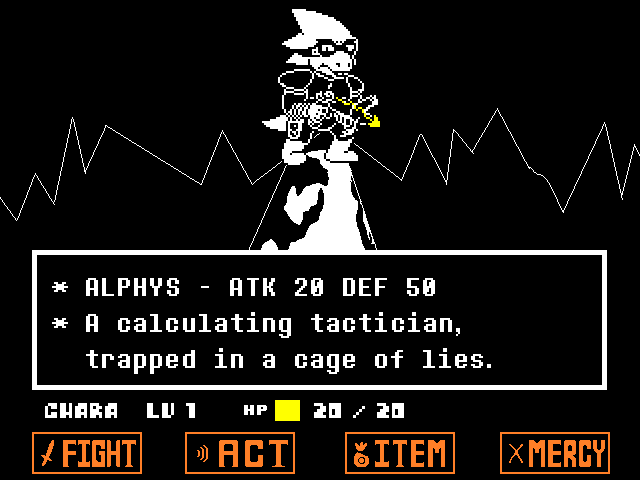 * ALPHYS - ATK 20 DEF 50
* A calculating tactician,
trapped in a cage of lies.
CHARA LV 1 HP 20 / 20
FIGHT ACT ITEM MERCY